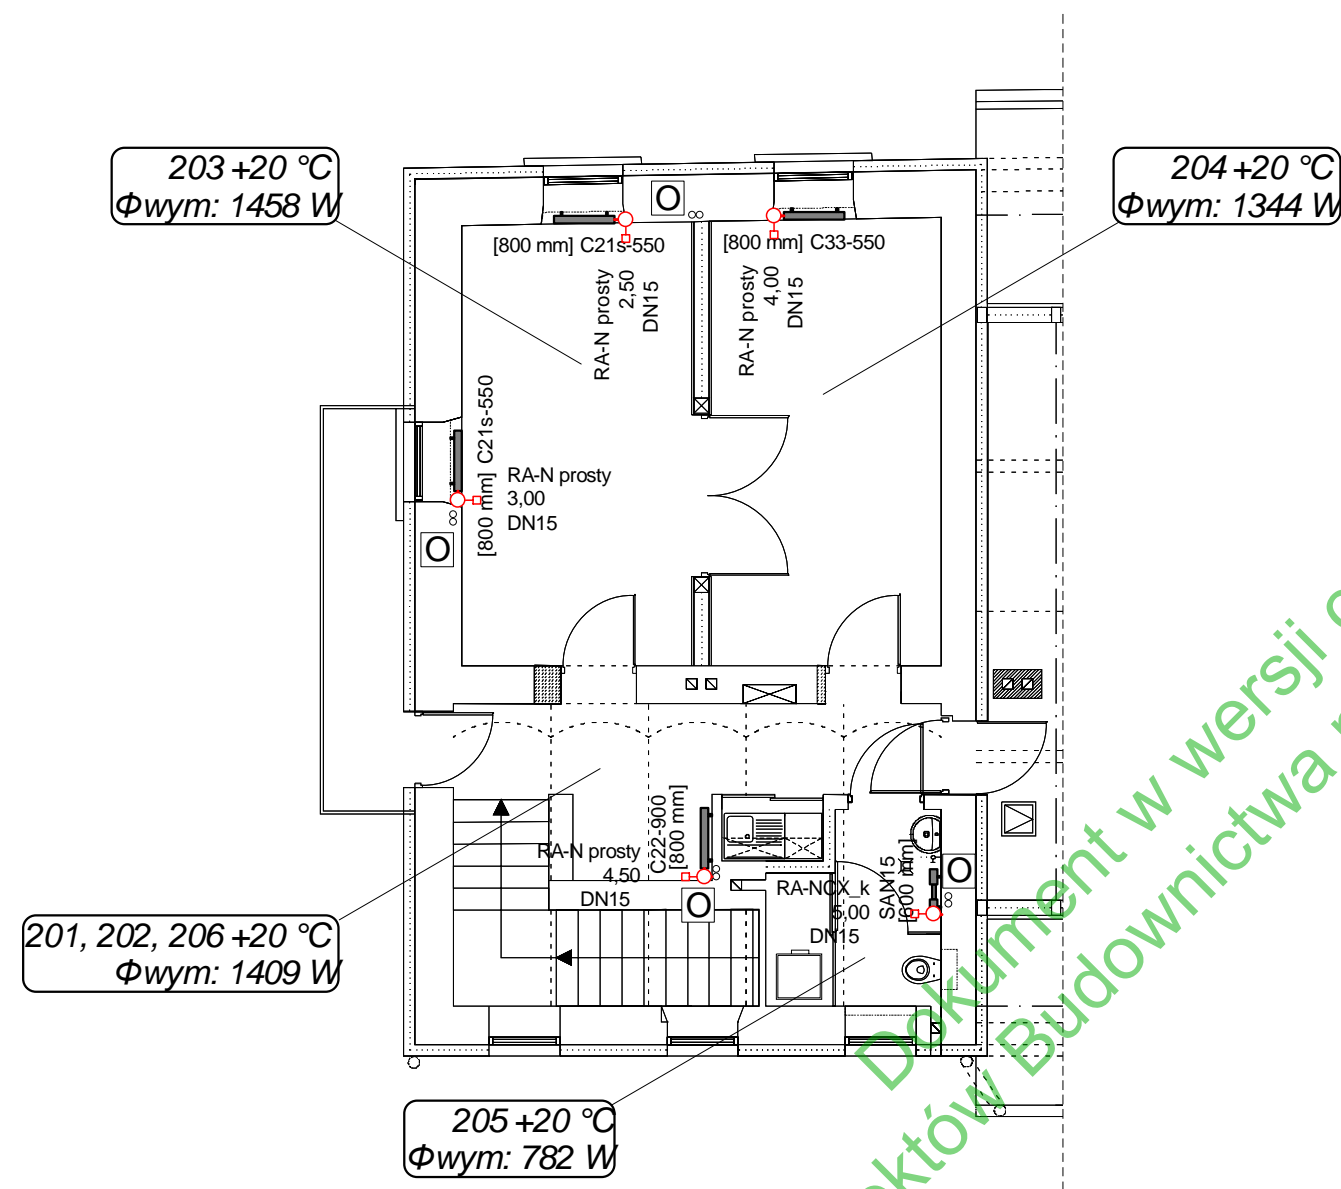 203 +20 °C
Φwym: 1458 W
204 +20 °C
Φwym: 1344 W
O
[800 mm] C21s-550
[800 mm] C33-550
RA-N prosty
2,50
DN15
RA-N prosty
4,00
DN15
[800 mm] C21s-550
RA-N prosty
3,00
DN15
O
C22-900
[800 mm]
RA-N prosty
4,50
DN15
O
RA-NCX_k
5,00
DN15
SAN15
[600 mm]
O
201, 202, 206 +20 °C
Φwym: 1409 W
205 +20 °C
Φwym: 782 W
Dokument w wersji
Budownictwa